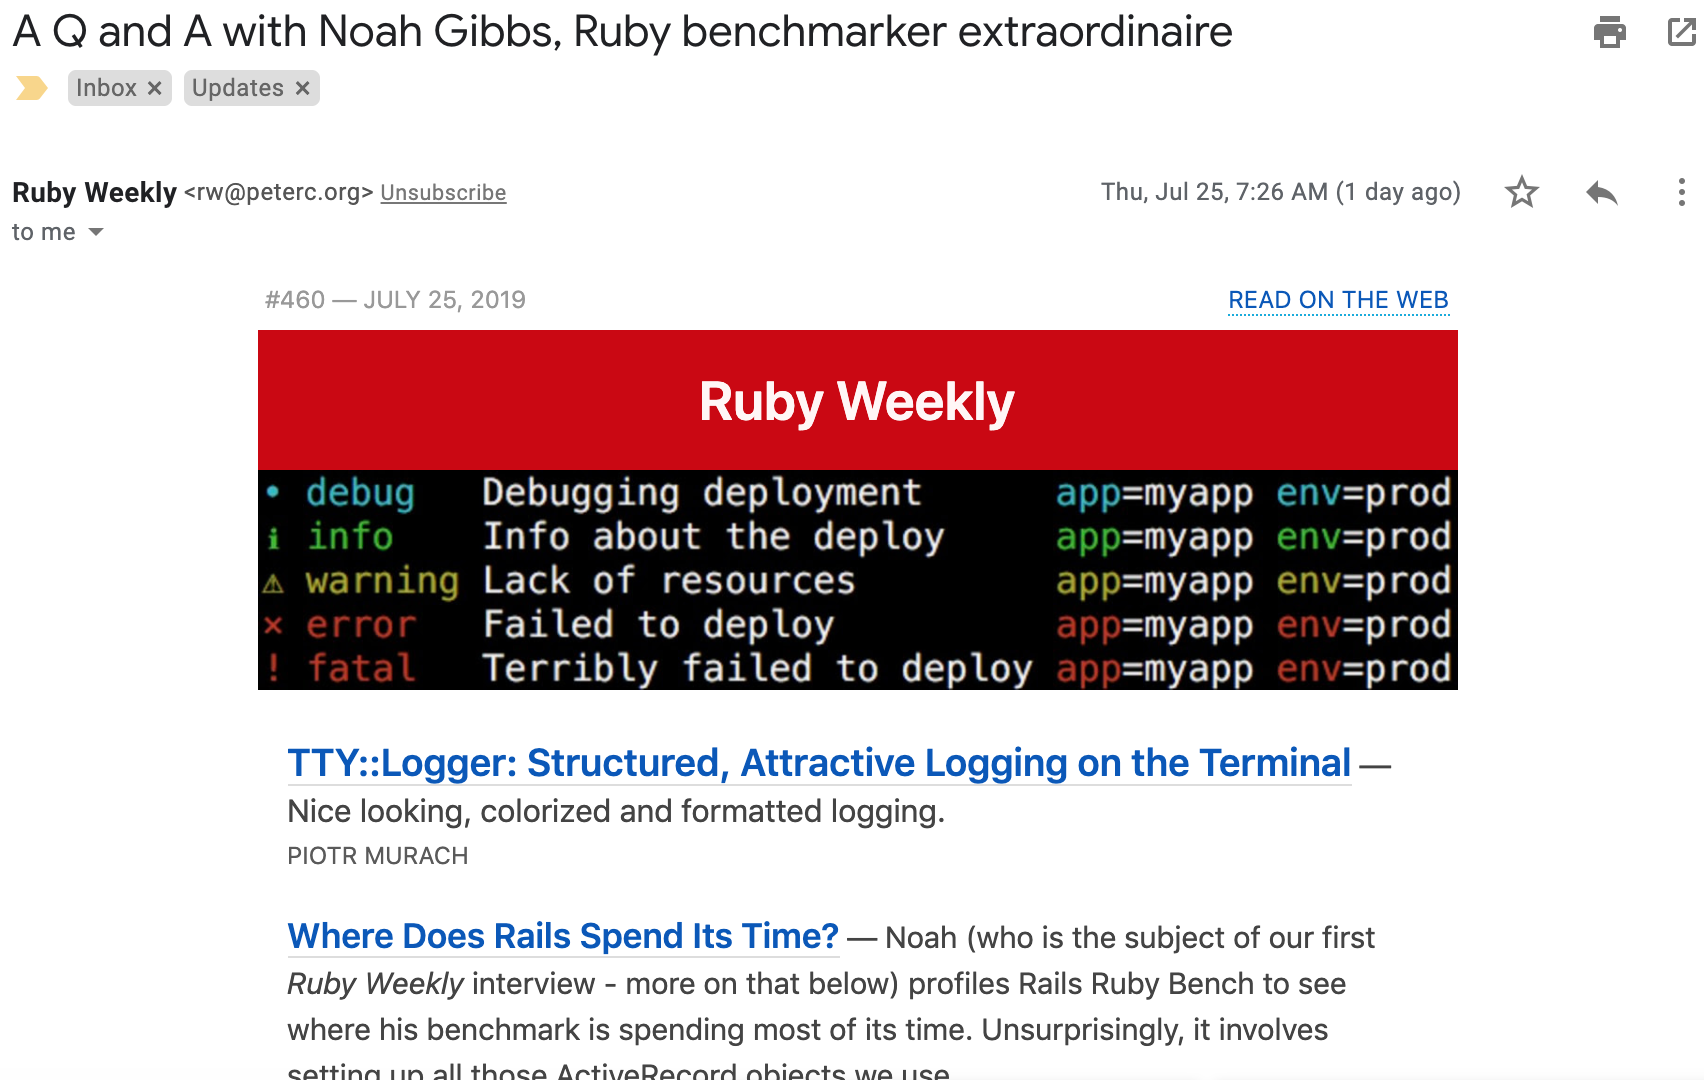 A Q and A with Noah Gibbs, Ruby benchmarker extraordinaire
Inbox × Updates ×
Ruby Weekly <rw@peterc.org> Unsubscribe Thu, Jul 25, 7:26 AM (1 day ago)
to me
#460 — JULY 25, 2019 READ ON THE WEB
Ruby Weekly
• debug Debugging deployment app=myapp env=prod
ℹ info Info about the deploy app=myapp env=prod
⚠ warning Lack of resources app=myapp env=prod
× error Failed to deploy app=myapp env=prod
! fatal Terribly failed to deploy app=myapp env=prod
TTY::Logger: Structured, Attractive Logging on the Terminal —
Nice looking, colorized and formatted logging.
PIOTR MURACH
Where Does Rails Spend Its Time? — Noah (who is the subject of our first
Ruby Weekly interview - more on that below) profiles Rails Ruby Bench to see
where his benchmark is spending most of its time. Unsurprisingly, it involves
setting up all those ActiveRecord objects we use